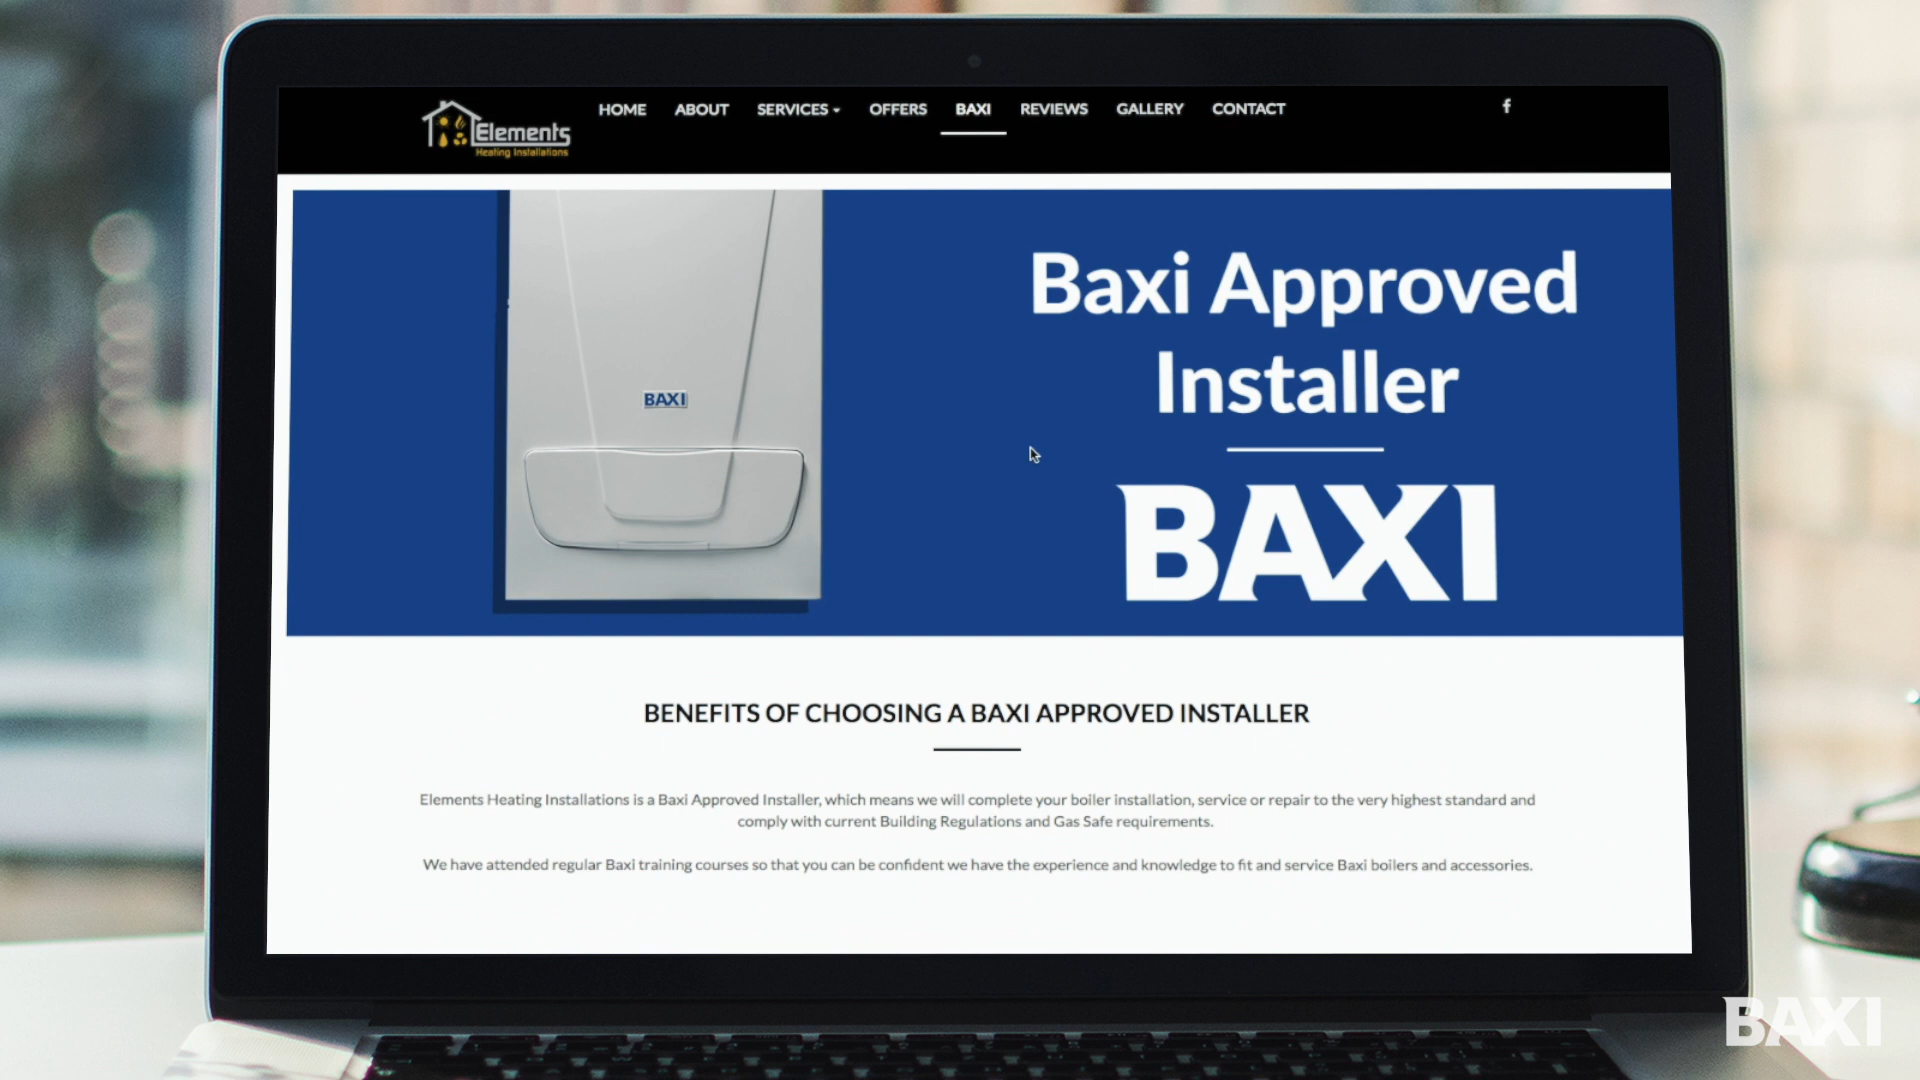 Elements
Heating Installations
HOME ABOUT SERVICES OFFERS BAXI REVIEWS GALLERY CONTACT
f
BAXI
Baxi Approved
Installer
BAXI
BENEFITS OF CHOOSING A BAXI APPROVED INSTALLER
Elements Heating Installations is a Baxi Approved Installer, which means we will complete your boiler installation, service or repair to the very highest standard and
comply with current Building Regulations and Gas Safe requirements.
We have attended regular Baxi training courses so that you can be confident we have the experience and knowledge to fit and service Baxi boilers and accessories.
BAXI